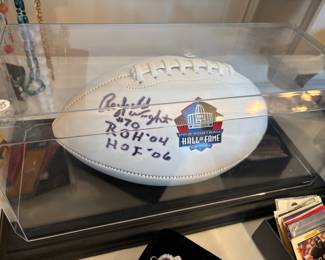 Rayfield
Wright
#70
ROH '04
HOF-06
PRO FOOTBALL
HALL OF FAME